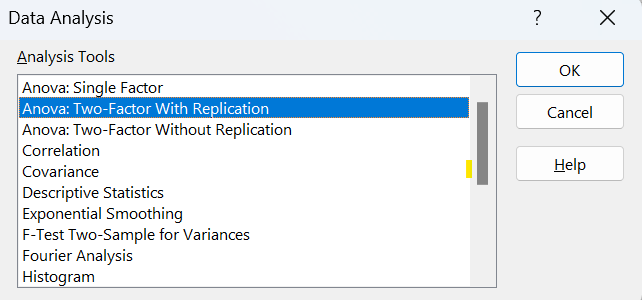 Data Analysis ?
Analysis Tools
Anova: Single Factor
Anova: Two-Factor With Replication
Anova: Two-Factor Without Replication
Correlation
Covariance
Descriptive Statistics
Exponential Smoothing
F-Test Two-Sample for Variances
Fourier Analysis
Histogram
OK
Cancel
Help